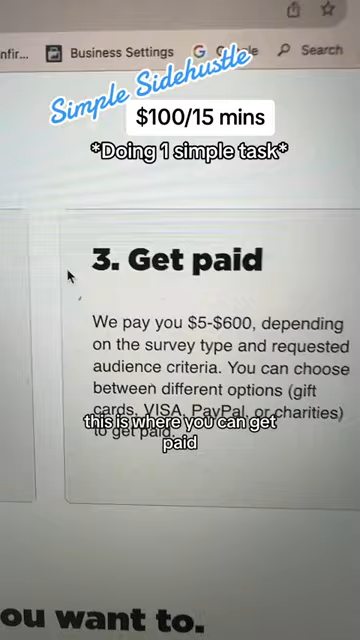 nfir...
Business Settings
Search
Simple Sidehustle
$100/15 mins
*Doing 1 simple task*
3. Get paid
We pay you $5-$600, depending
on the survey type and requested
audience criteria. You can choose
between different options (gift
cards, VISA, PayPal, or charities)
to get paid.
this is where you can get
paid
ou want to.